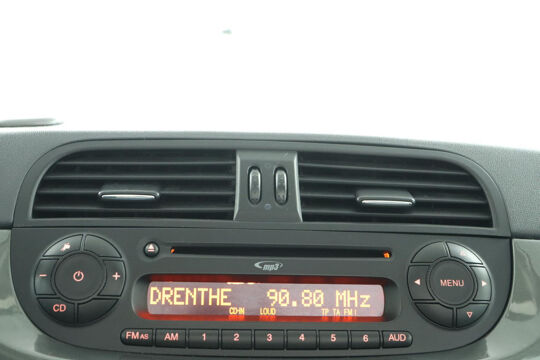 mp3
− + MENU
DRENTHE 90.80 MHz
CD
CD-IN LOUD TP TA FM I
FM AS AM 1 2 3 4 5 6 AUD